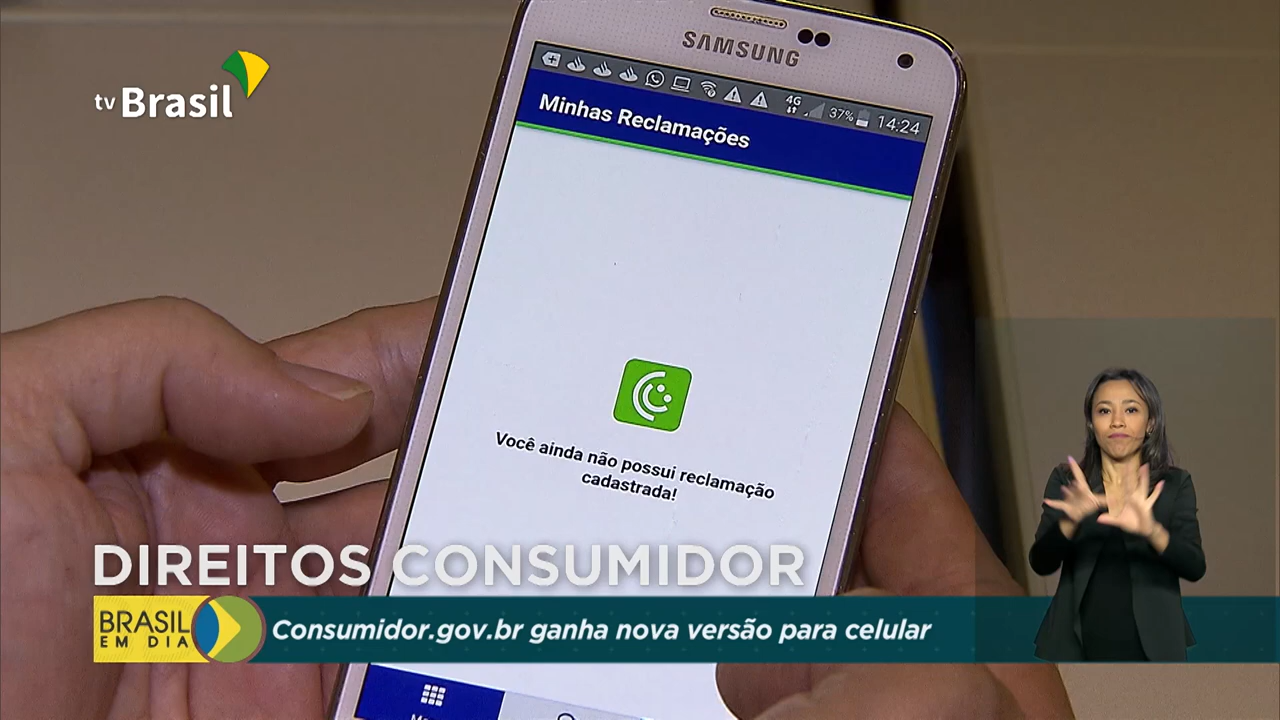 tv Brasil
SAMSUNG
4G 37% 14:24
Minhas Reclamações
Você ainda não possui reclamação
cadastrada!
DIREITOS CONSUMIDOR
BRASIL
EM DIA
Consumidor.gov.br ganha nova versão para celular